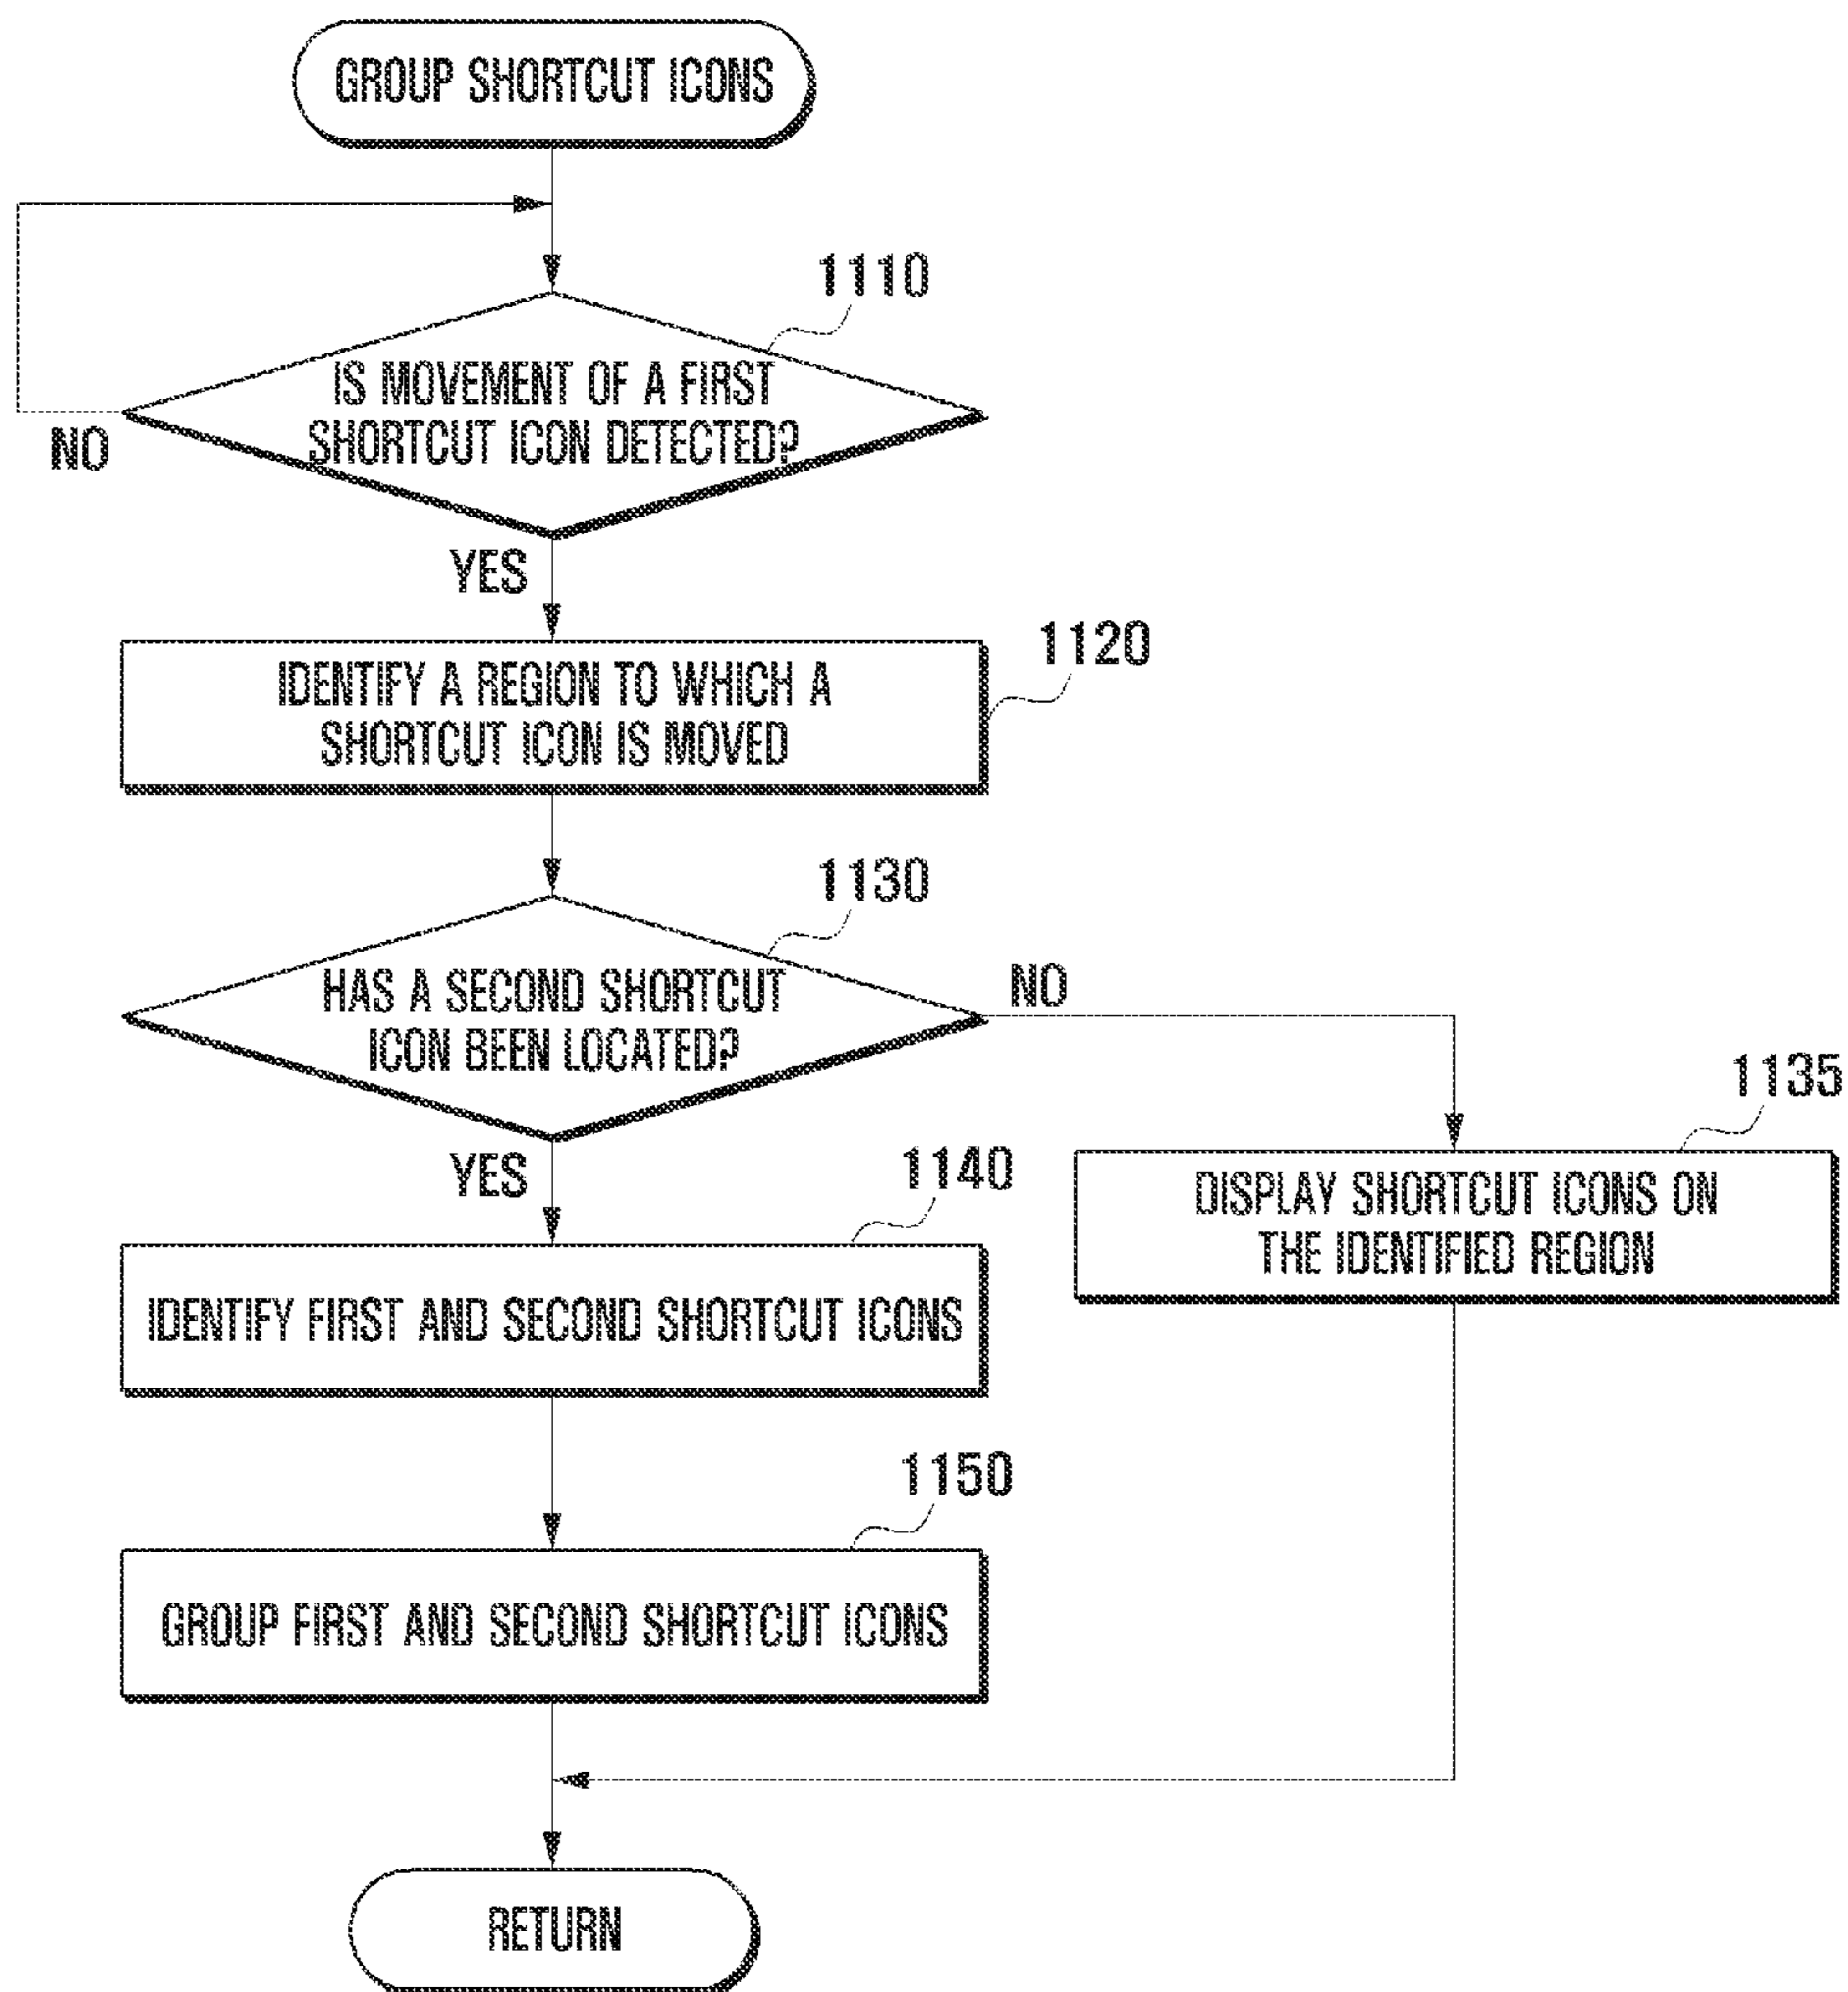 GROUP SHORTCUT ICONS
1110
IS MOVEMENT OF A FIRST
SHORTCUT ICON DETECTED?
NO
YES
1120
IDENTIFY A REGION TO WHICH A
SHORTCUT ICON IS MOVED
1130
HAS A SECOND SHORTCUT
ICON BEEN LOCATED?
NO
YES
1135
DISPLAY SHORTCUT ICONS ON
THE IDENTIFIED REGION
1140
IDENTIFY FIRST AND SECOND SHORTCUT ICONS
1150
GROUP FIRST AND SECOND SHORTCUT ICONS
RETURN